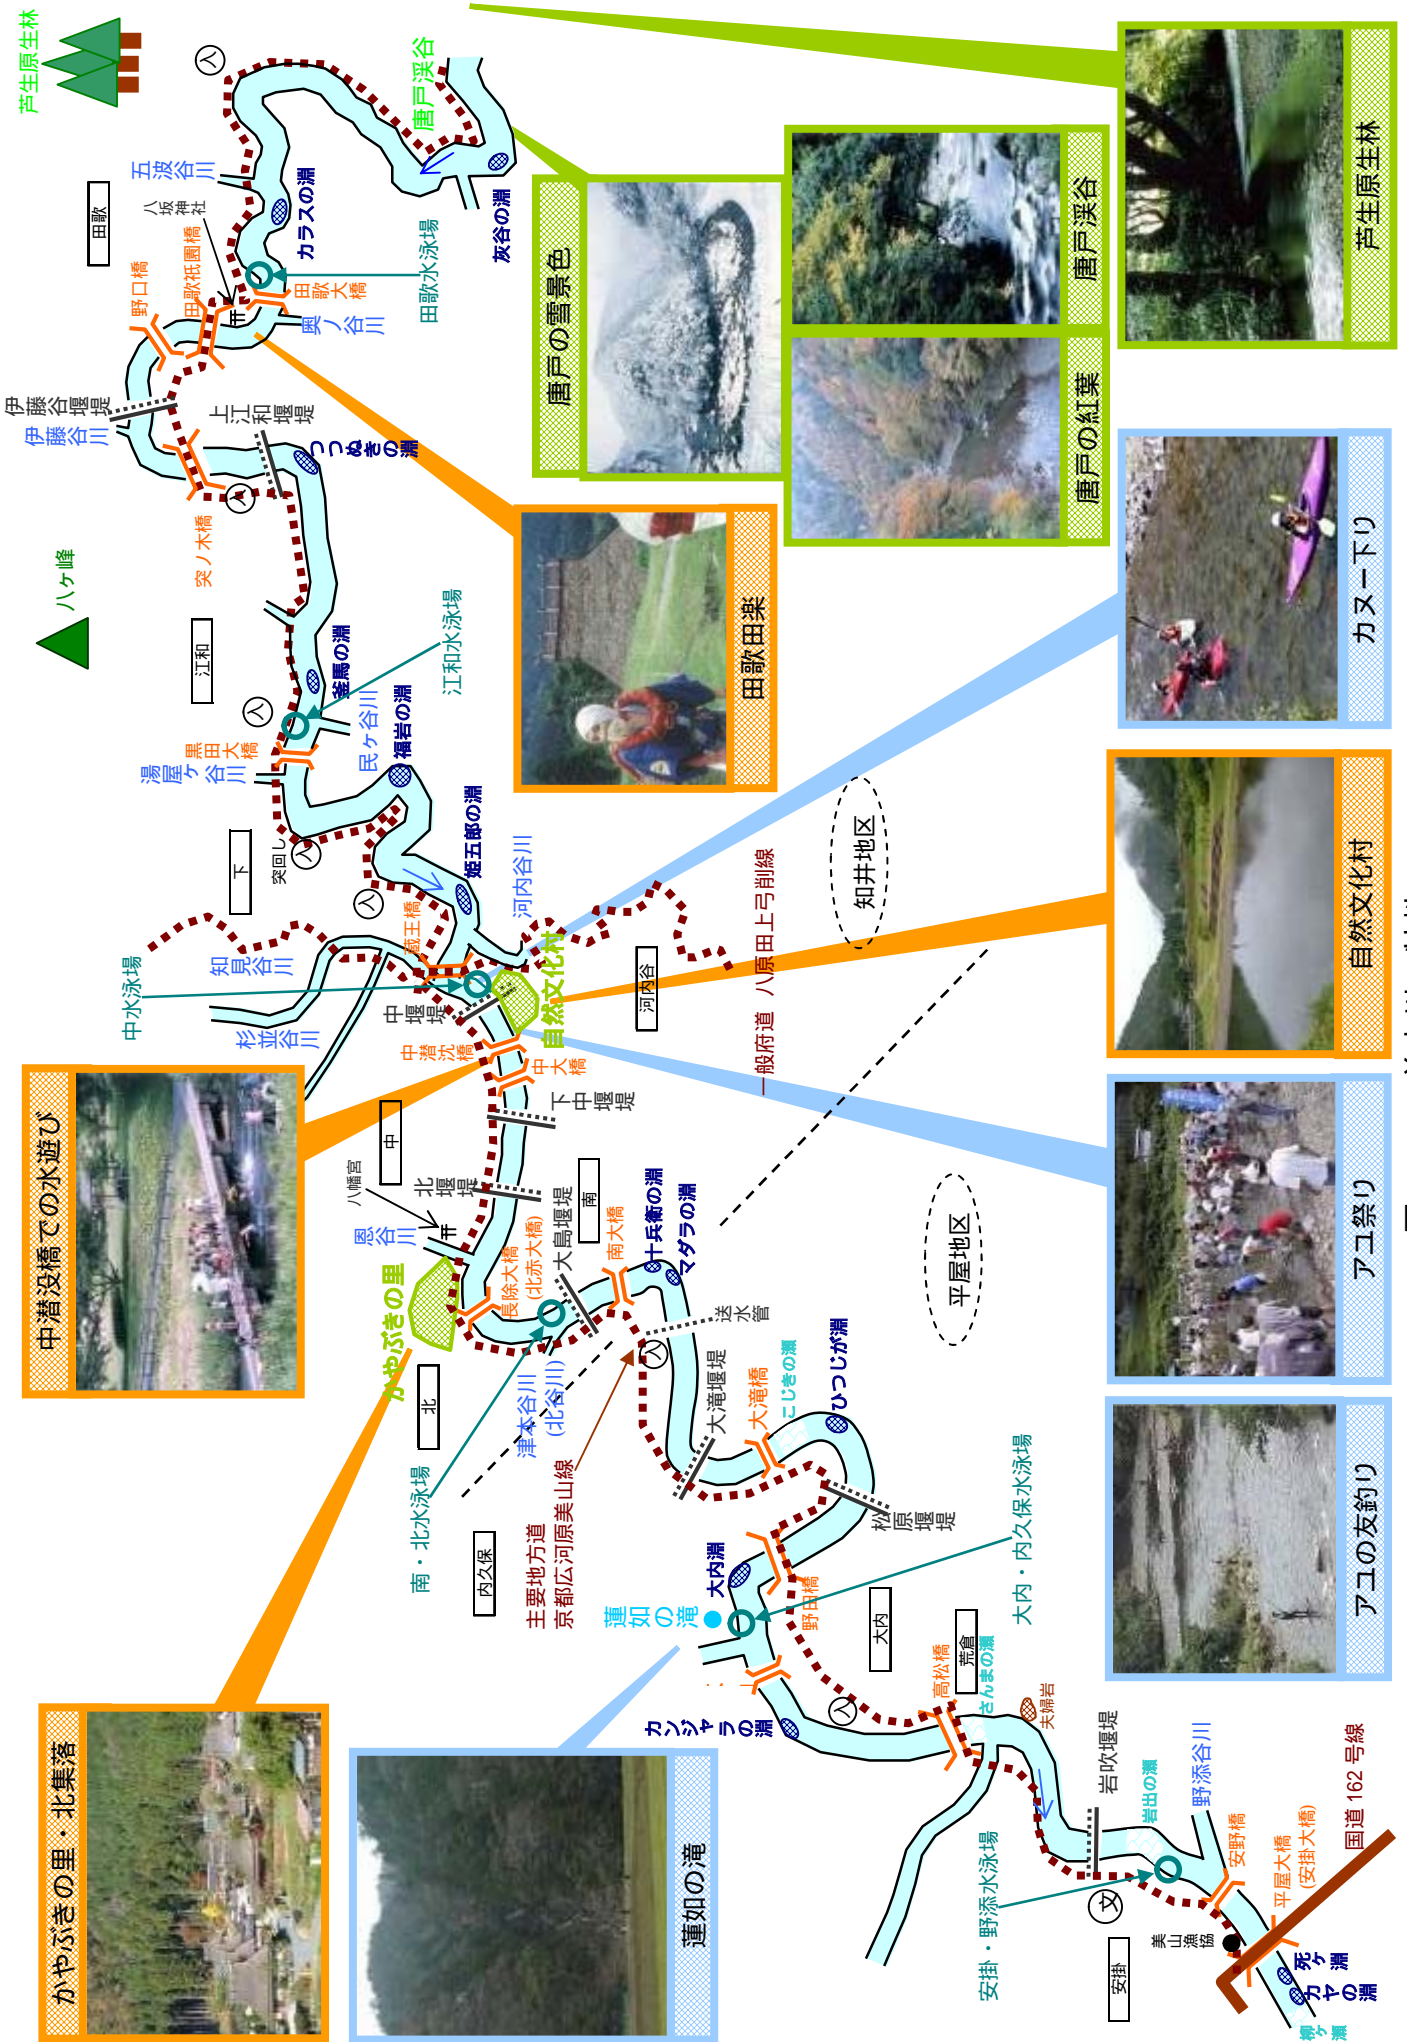 芦生原生林
唐戸渓谷
五波谷川
八坂神社
田歌
カラスの淵
灰谷の淵
田歌水泳場
野口橋
田歌祇園橋
田歌大橋
奥ノ谷川
伊藤谷堰堤
伊藤谷川
上江和堰堤
つつぬきの淵
突ノ木橋
八ヶ峰
江和
釜馬の淵
江和水泳場
黒田大橋
湯屋ヶ谷川
民ヶ谷川
福岩の淵
下
突回し
姫五郎の淵
河内谷川
蔵王橋
知見谷川
中水泳場
杉並谷川
中堰堤
自然文化村
河内谷
一般府道 八原田上弓削線
知井地区
中潜沈橋
中大橋
下中堰堤
中
八幡宮
北堰堤
恩谷川
かやぶきの里
長除大橋
(北赤大橋)
大島堰堤
南
南大橋
十兵衛の淵
マダラの淵
平屋地区
北
南・北水泳場
津本谷川
(北谷川)
送水管
内久保
主要地方道
京都広河原美山線
大滝堰堤
大滝橋
こじきの瀬
ひつじが淵
松原堰堤
大内淵
蓮如の滝
野田橋
大内
大内・内久保水泳場
カンジャラの淵
高松橋
荒倉
さんまの瀬
夫婦岩
岩吹堰堤
岩出の瀬
野添谷川
安掛・野添水泳場
文
安掛
美山漁協
安野橋
平屋大橋
(安掛大橋)
国道 162 号線
死ヶ淵
カヤの淵
柳ヶ瀬
唐戸の雪景色
唐戸渓谷
唐戸の紅葉
芦生原生林
田歌田楽
カヌー下り
自然文化村
アユ祭り
アユの友釣り
中潜没橋での水遊び
かやぶきの里・北集落
蓮如の滝